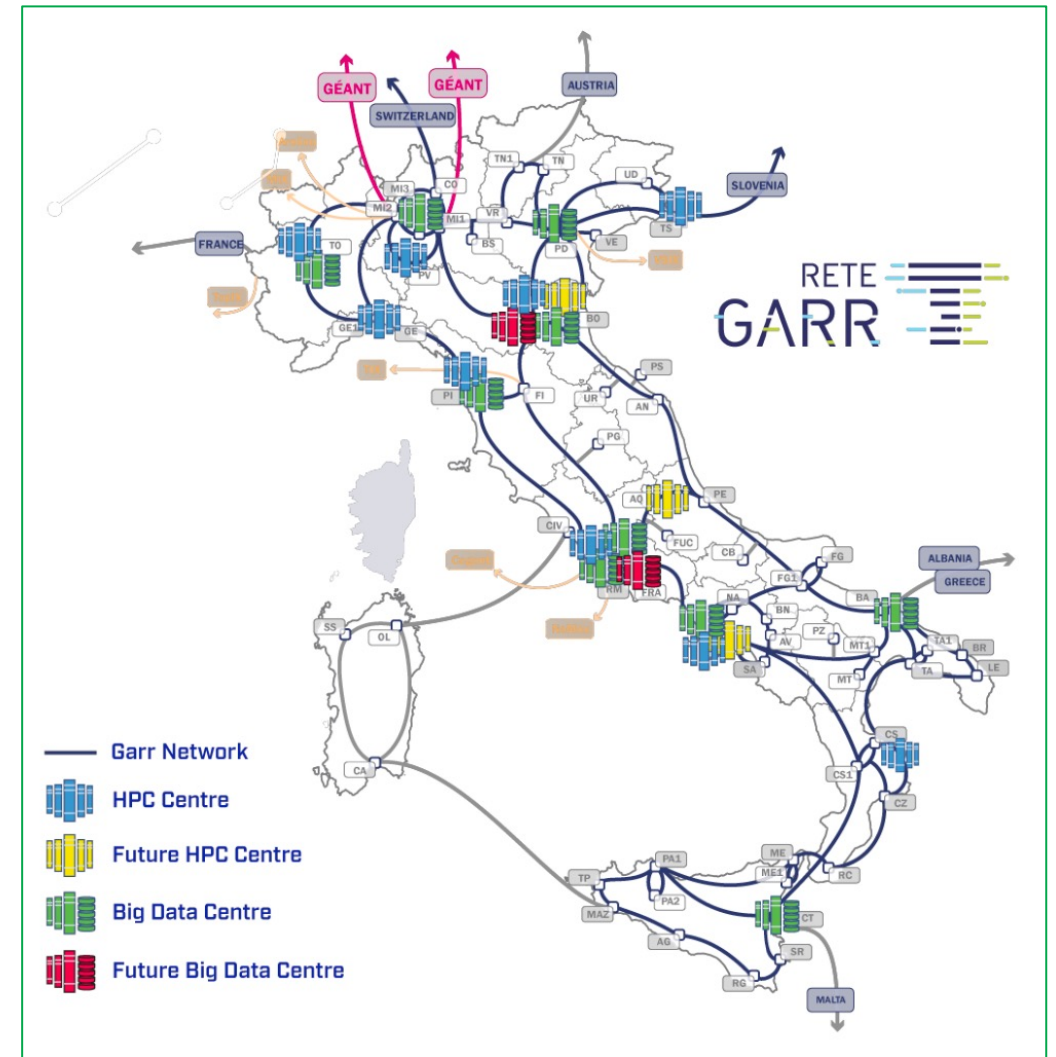 GÉANT
GÉANT
SWITZERLAND
AUSTRIA
SLOVENIA
FRANCE
TN1
TN
UD
TS
MI3
CO
MI2
MI1
VR
BS
PD
VE
TO
PV
GE1
GE
BO
RETE
GARR
PI
FI
PS
UR
AN
PG
AQ
PE
FUC
CIV
CB
RM
FRA
FG
FG1
ALBANIA
GREECE
NA
BN
BA
AV
PZ
MT1
TA1
BR
SA
MT
TA
LE
SS
OL
CA
CS
CS1
CZ
Garr Network
HPC Centre
Future HPC Centre
Big Data Centre
Future Big Data Centre
ME
PA1
ME1
RC
TP
PA2
MAZ
CT
AG
SR
RG
MALTA